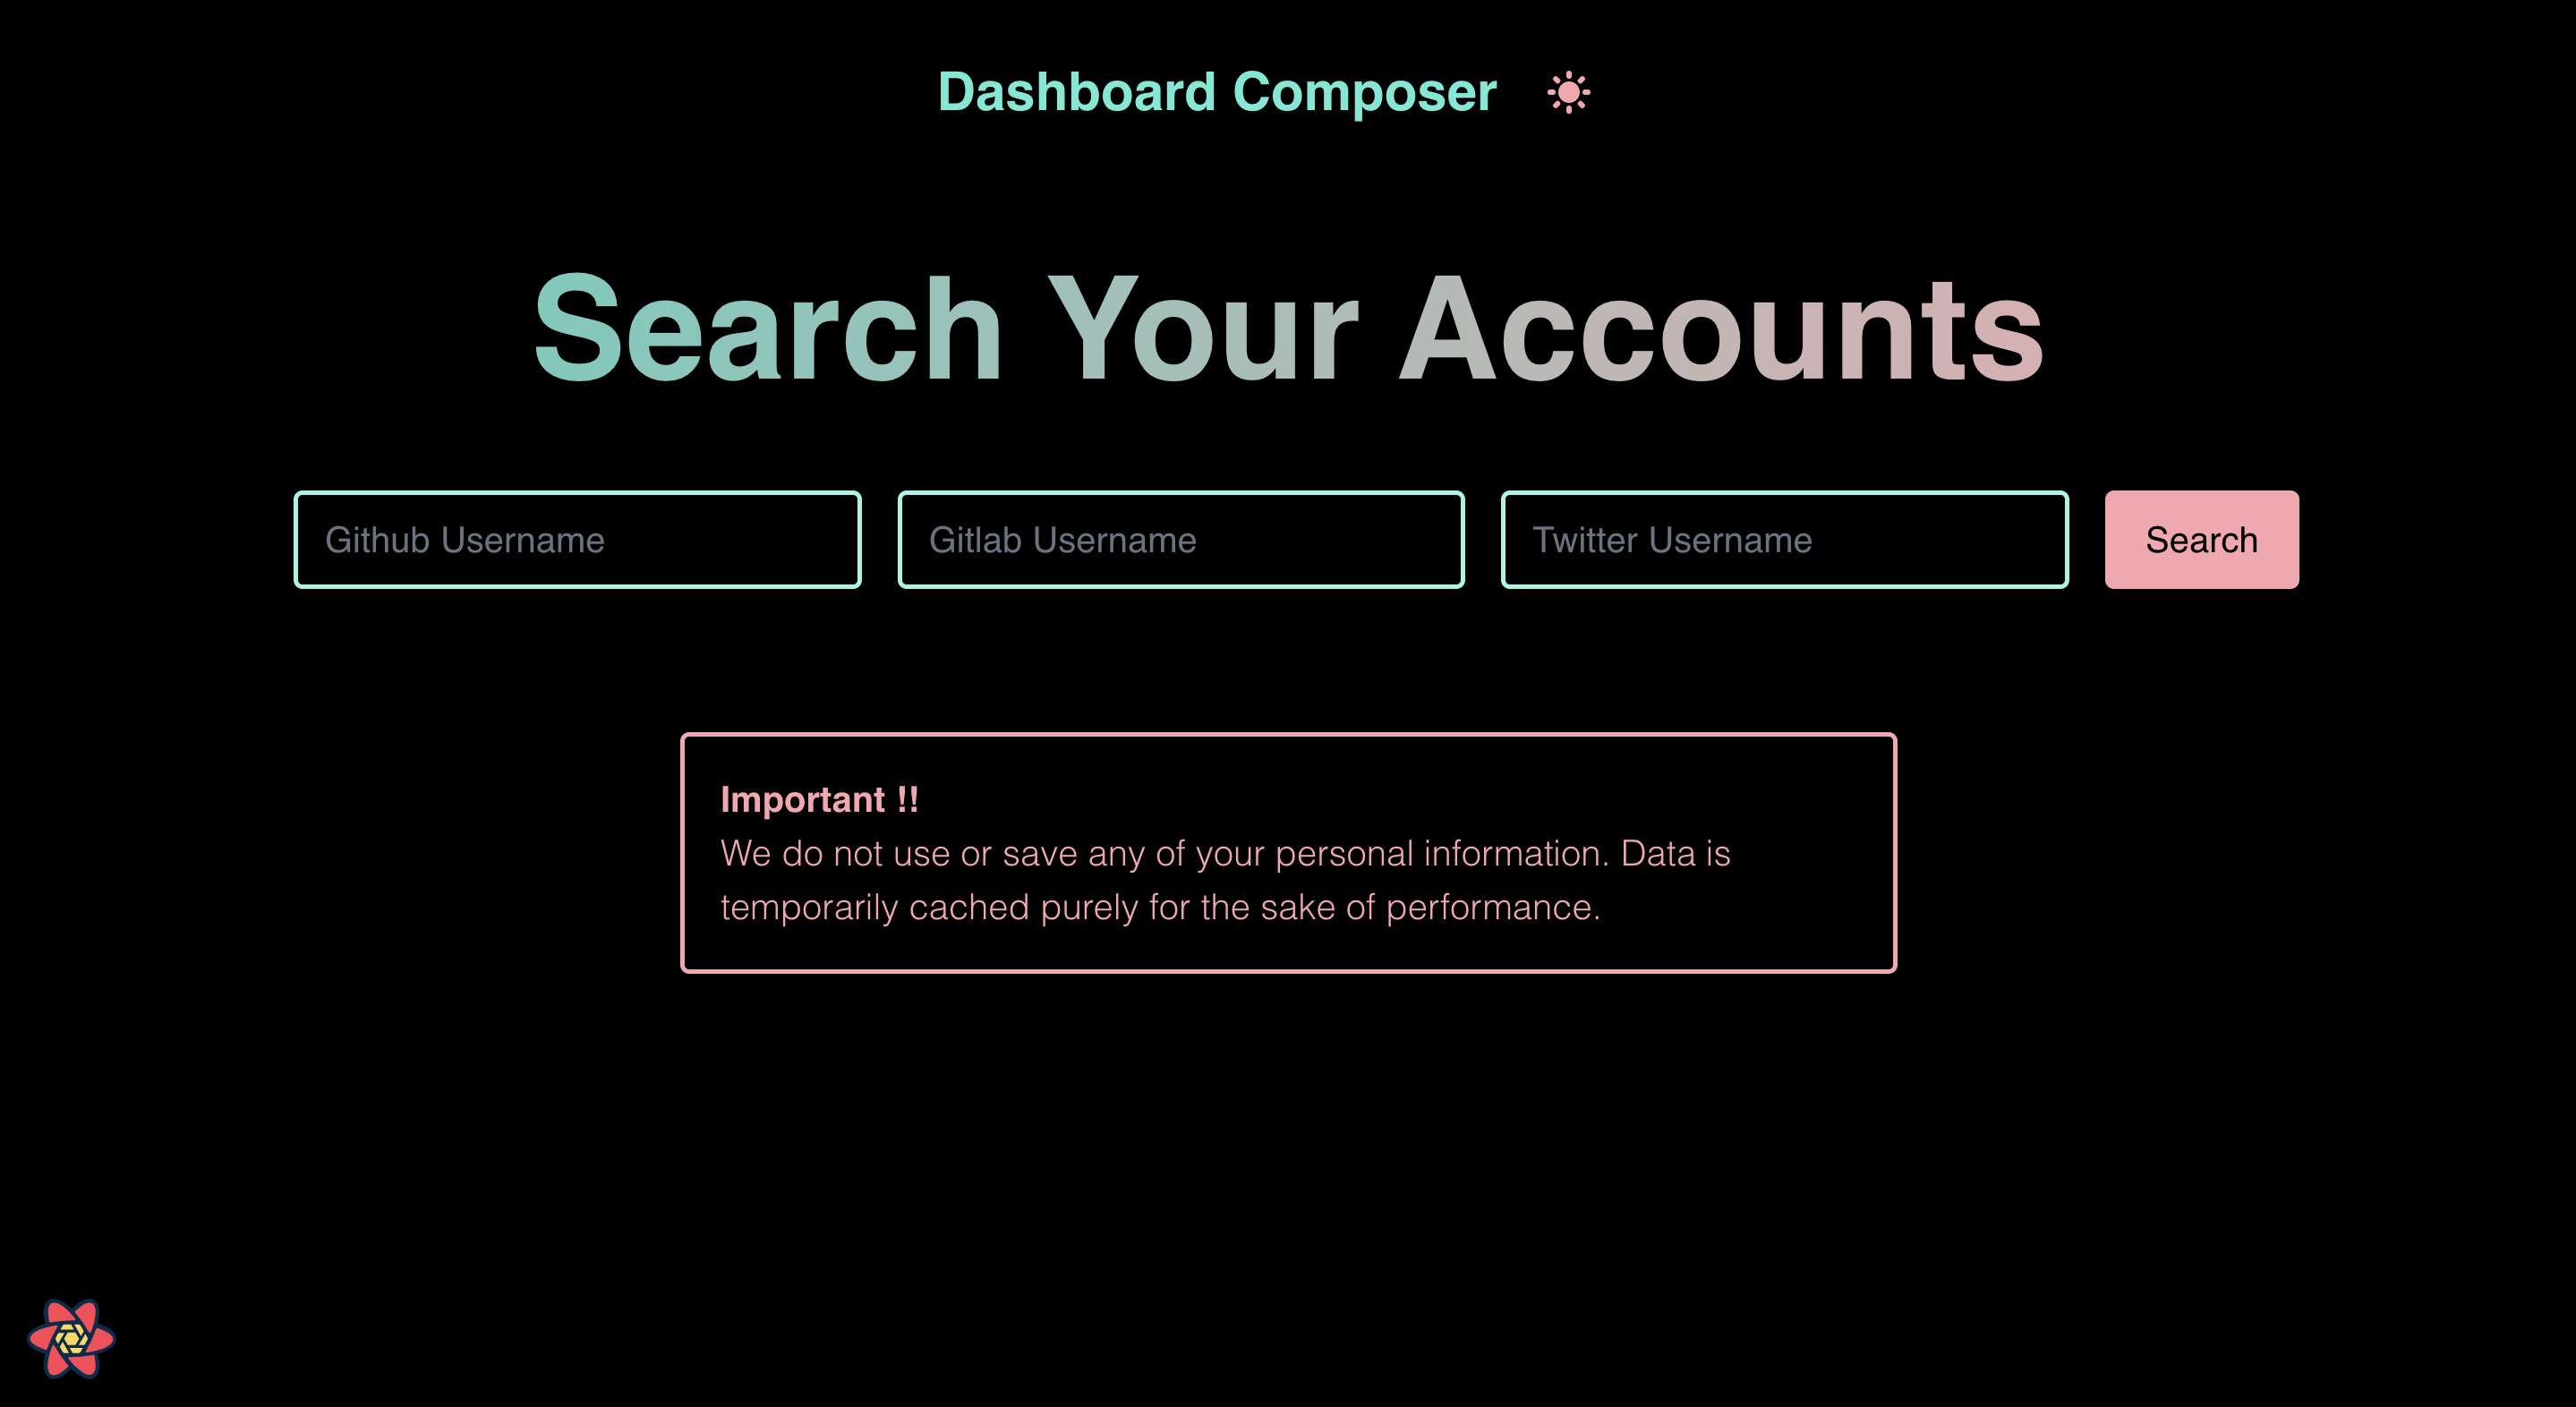 Dashboard Composer
Search Your Accounts
Github Username
Gitlab Username
Twitter Username
Search
Important !!
We do not use or save any of your personal information. Data is
temporarily cached purely for the sake of performance.